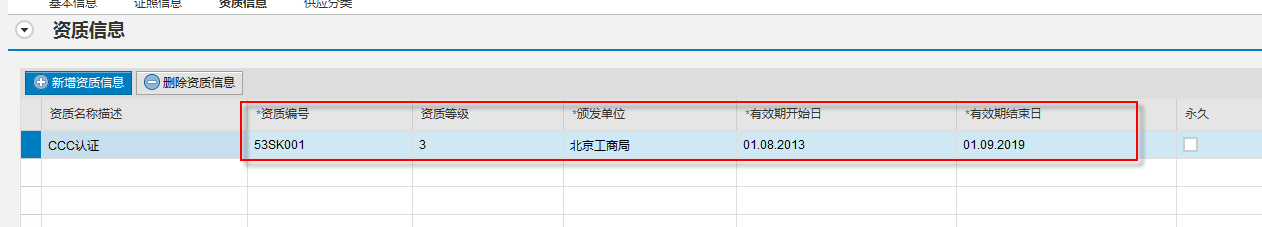 基本信息 证照信息 资质信息 供应分类
资质信息
新增资质信息 删除资质信息
资质名称描述 *资质编号 资质等级 *颁发单位 *有效期开始日 *有效期结束日 永久
CCC认证 53SK001 3 北京工商局 01.08.2013 01.09.2019